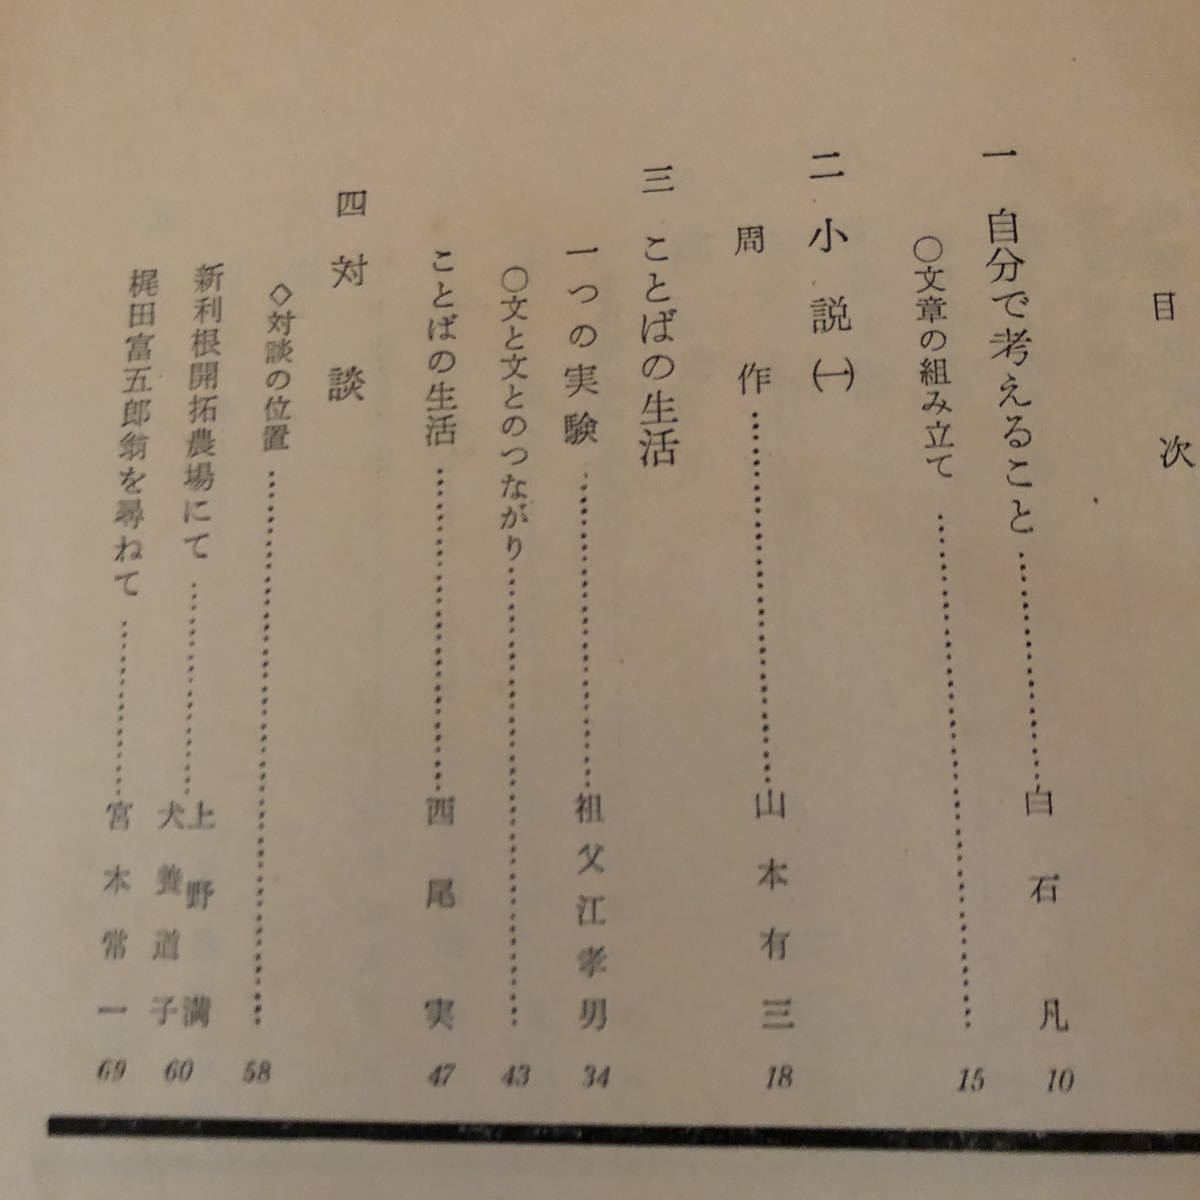 目次
一 自分で考えること……白石凡 10
○文章の組み立て……15
二 小説㈠
周作……山本有三 18
三 ことばの生活
一つの実験……祖父江孝男 34
○文と文とのつながり……43
ことばの生活……西尾実 47
四 対談
◇対談の位置……58
新利根開拓農場にて……上野満 犬養道子 60
梶田富五郎翁を尋ねて……宮本常一 69